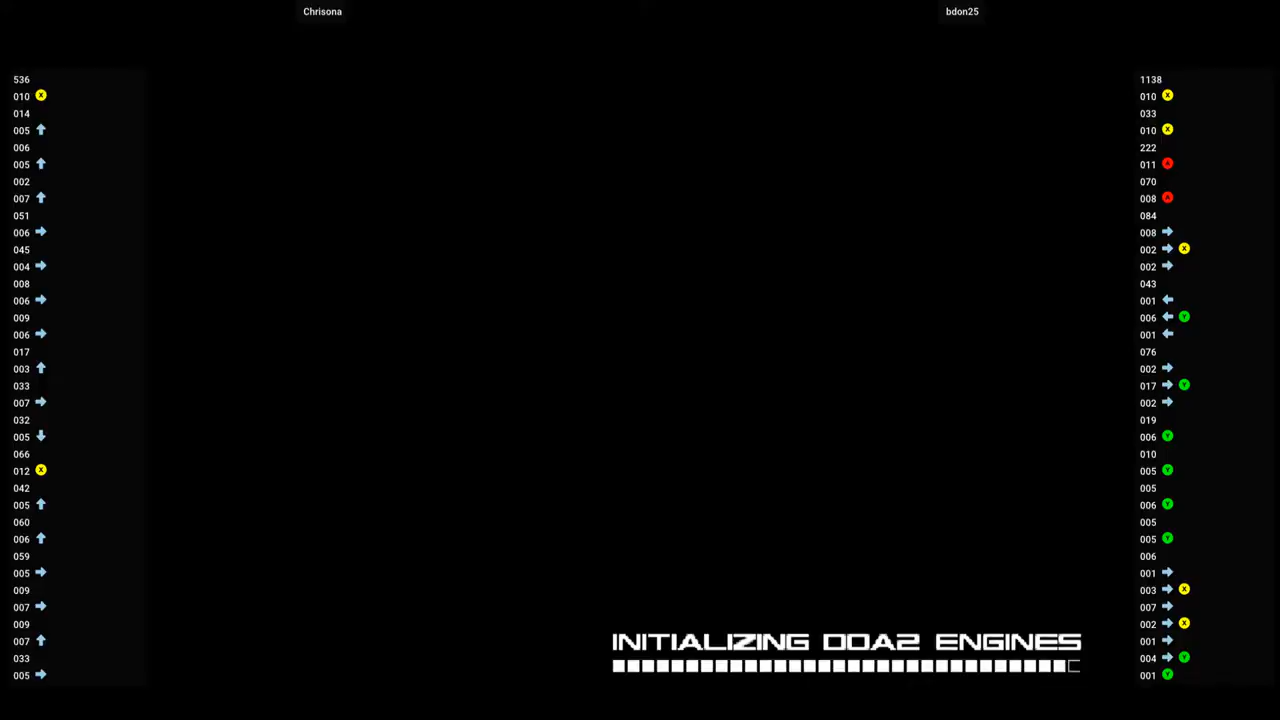 Chrisona
bdon25
536
010 X
014
005
006
005
002
007
051
006
045
004
008
006
009
006
017
003
033
007
032
005
066
012 X
042
005
060
006
059
005
009
007
009
007
033
005
1138
010 X
033
010 X
222
011 A
070
008 A
084
008
002 X
002
043
001
006 Y
001
076
002
017 Y
002
019
006 Y
010
005 Y
005
006 Y
005
005 Y
006
001
003 X
007
002 X
001
004 Y
001 Y
INITIALIZING DOA2 ENGINES